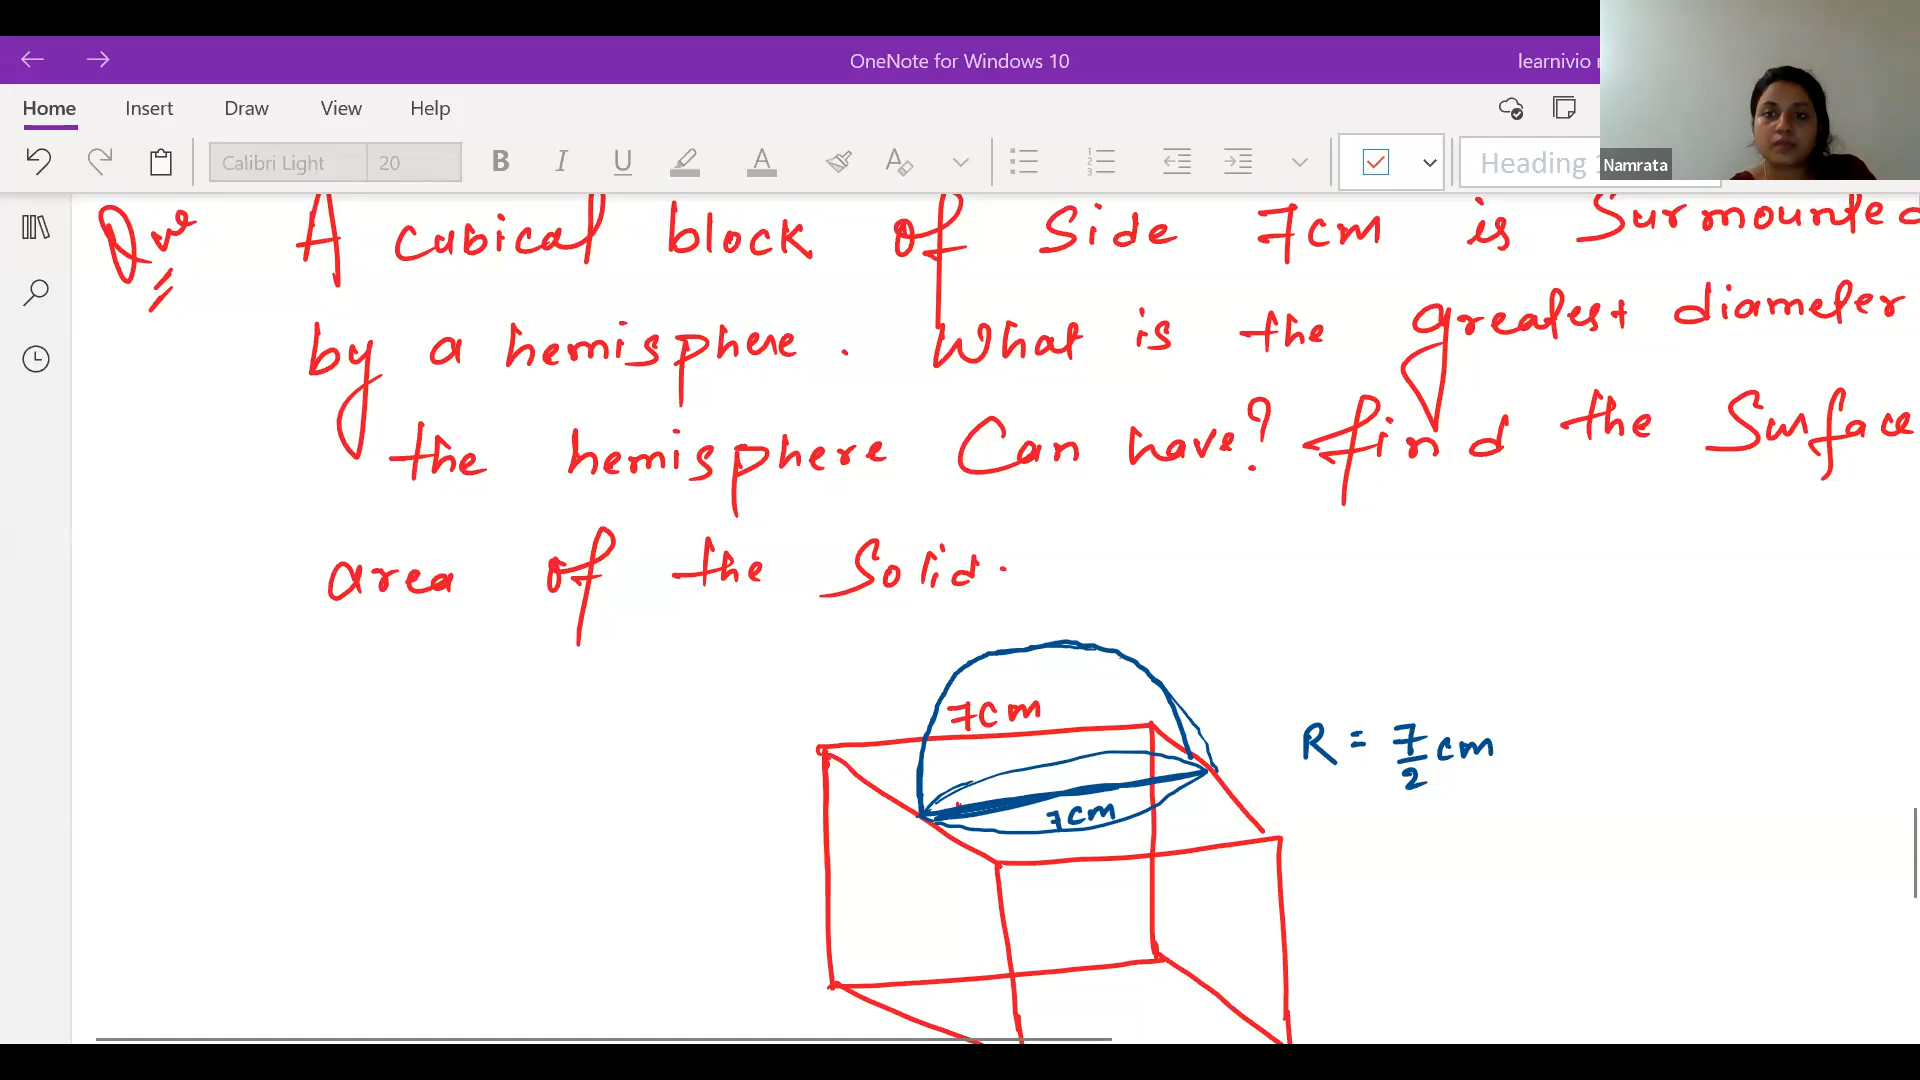 OneNote for Windows 10
learnivio
Home Insert Draw View Help
Calibri Light 20 B I U A Heading
Namrata
Que A cubical block of Side 7cm is Surmounted
by a hemisphere. What is the greatest diameter
the hemisphere Can have? find the Surface
area of the Solid.
7cm
R = 7/2 cm
7cm